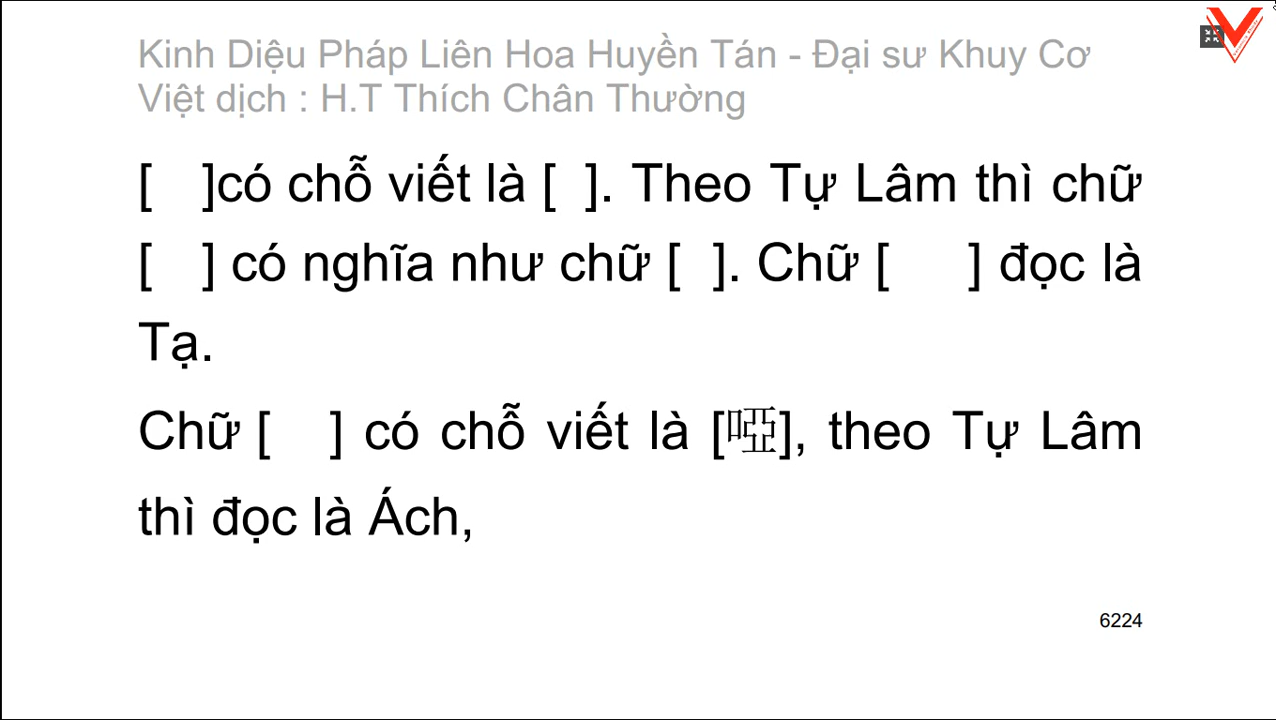 Kinh Diệu Pháp Liên Hoa Huyền Tán - Đại sư Khuy Cơ
Việt dịch : H.T Thích Chân Thường
[ ]có chỗ viết là [ ]. Theo Tự Lâm thì chữ
[ ] có nghĩa như chữ [ ]. Chữ [ ] đọc là
Tạ.
Chữ [ ] có chỗ viết là [啞], theo Tự Lâm
thì đọc là Ách,
6224